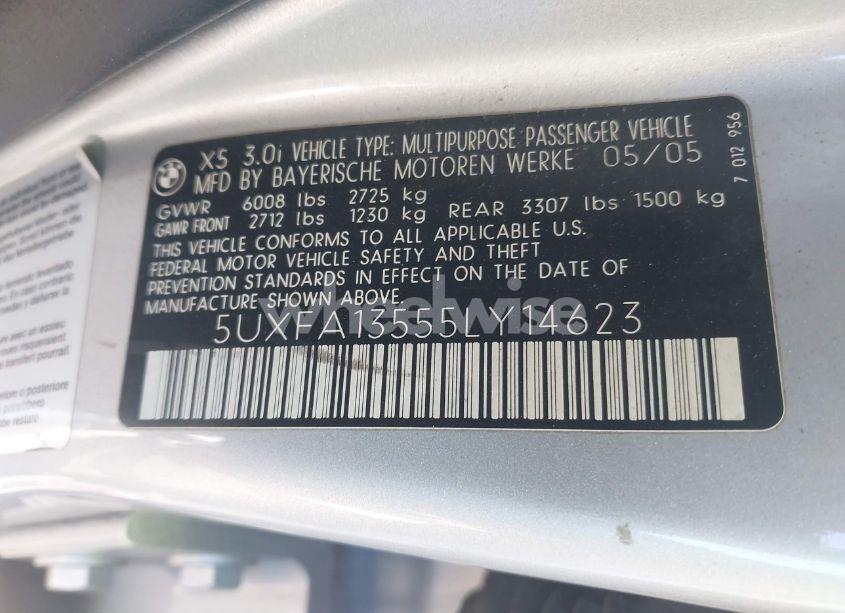 X5 3.0i VEHICLE TYPE: MULTIPURPOSE PASSENGER VEHICLE
MFD BY BAYERISCHE MOTOREN WERKE 05/05
GVWR 6008 lbs 2725 kg
GAWR FRONT 2712 lbs 1230 kg REAR 3307 lbs 1500 kg
THIS VEHICLE CONFORMS TO ALL APPLICABLE U.S.
FEDERAL MOTOR VEHICLE SAFETY AND THEFT
PREVENTION STANDARDS IN EFFECT ON THE DATE OF
MANUFACTURE SHOWN ABOVE.
5UXFA13555LY14623
7 012 956
wheelwise